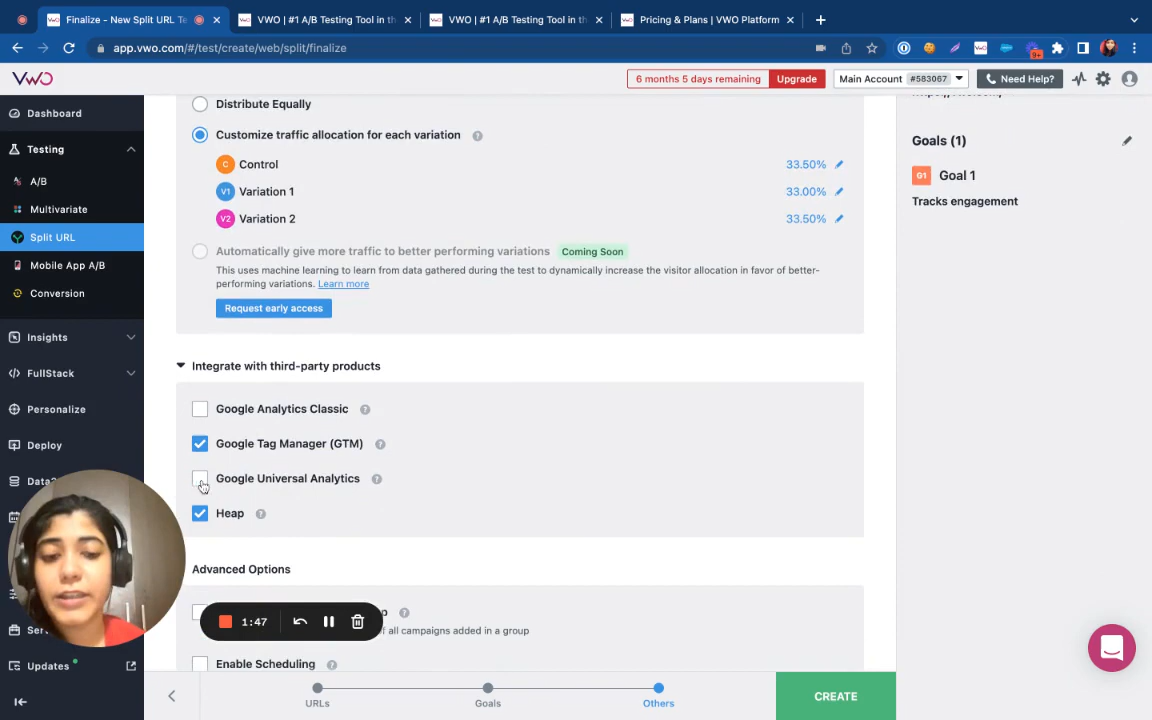 Finalize - New Split URL Te
VWO | #1 A/B Testing Tool in th
VWO | #1 A/B Testing Tool in th
Pricing & Plans | VWO Platform
app.vwo.com/#/test/create/web/split/finalize
9+
VWO
6 months 5 days remaining
Upgrade
Main Account #583067
Need Help?
Dashboard
Testing
A/B
Multivariate
Split URL
Mobile App A/B
Conversion
Insights
FullStack
Personalize
Deploy
Updates
Distribute Equally
Customize traffic allocation for each variation
C Control 33.50%
V1 Variation 1 33.00%
V2 Variation 2 33.50%
Automatically give more traffic to better performing variations Coming Soon
This uses machine learning to learn from data gathered during the test to dynamically increase the visitor allocation in favor of better-
performing variations. Learn more
Request early access
Integrate with third-party products
Google Analytics Classic
Google Tag Manager (GTM)
Google Universal Analytics
Heap
Advanced Options
1:47
of all campaigns added in a group
Enable Scheduling
URLs
Goals
Others
CREATE
Goals (1)
G1 Goal 1
Tracks engagement